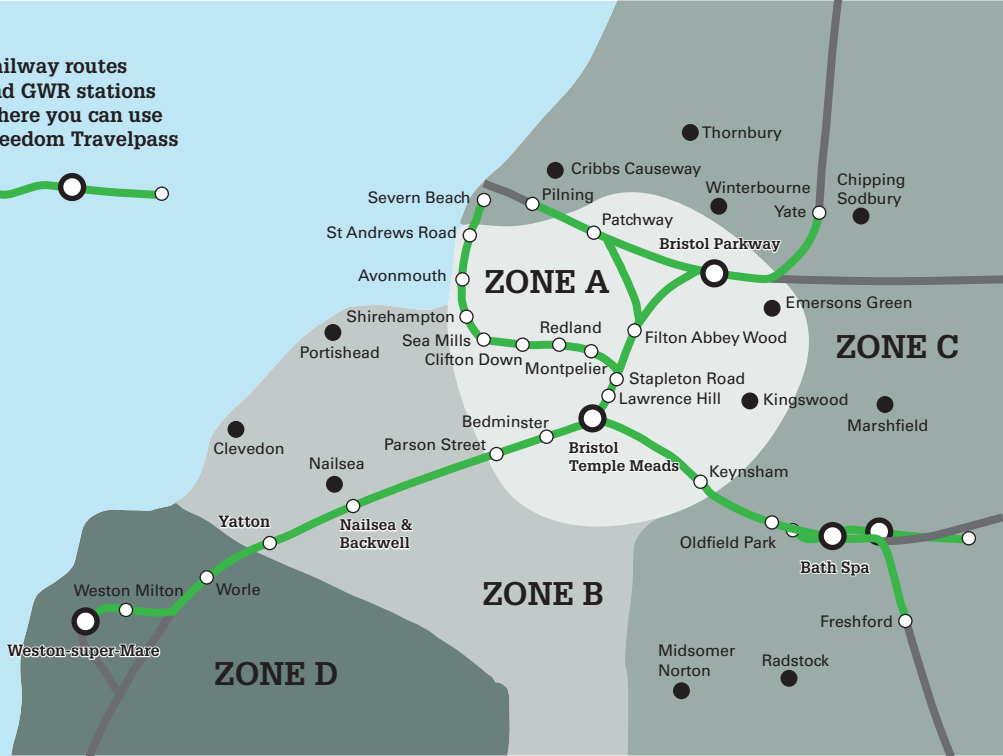 ailway routes
d GWR stations
here you can use
eedom Travelpass
Thornbury
Cribbs Causeway
Severn Beach
Pilning
Winterbourne
Chipping
Sodbury
Yate
Patchway
St Andrews Road
Bristol Parkway
Avonmouth
ZONE A
Emersons Green
Shirehampton
Redland
Filton Abbey Wood
Sea Mills
ZONE C
Portishead
Clifton Down
Montpelier
Stapleton Road
Lawrence Hill
Kingswood
Bedminster
Marshfield
Parson Street
Clevedon
Bristol
Temple Meads
Nailsea
Keynsham
Yatton
Nailsea &
Backwell
Oldfield Park
Bath Spa
Weston Milton
Worle
ZONE B
Freshford
Weston-super-Mare
Midsomer
Norton
Radstock
ZONE D